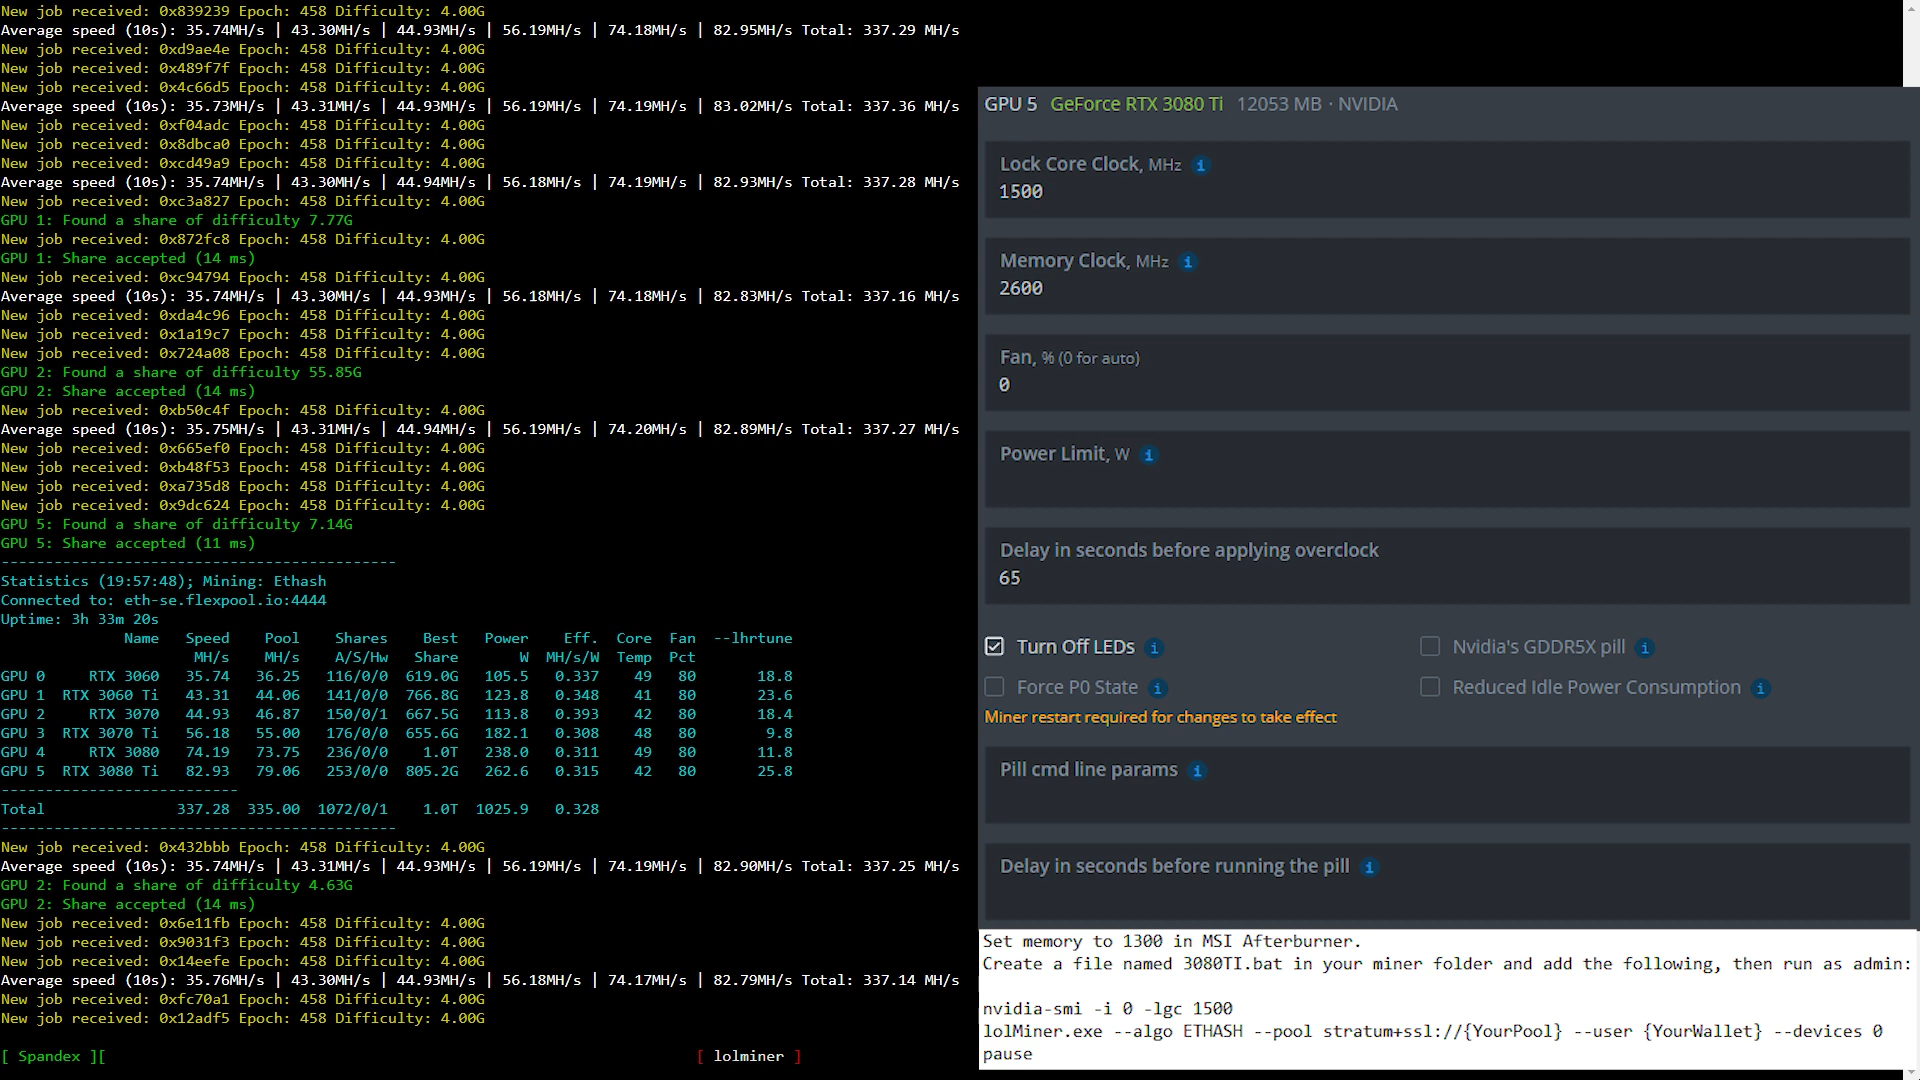 New job received: 0x839239 Epoch: 458 Difficulty: 4.00G
Average speed (10s): 35.74MH/s | 43.30MH/s | 44.93MH/s | 56.19MH/s | 74.18MH/s | 82.95MH/s Total: 337.29 MH/s
New job received: 0xd9ae4e Epoch: 458 Difficulty: 4.00G
New job received: 0x489f7f Epoch: 458 Difficulty: 4.00G
New job received: 0x4c66d5 Epoch: 458 Difficulty: 4.00G
Average speed (10s): 35.73MH/s | 43.31MH/s | 44.93MH/s | 56.19MH/s | 74.19MH/s | 83.02MH/s Total: 337.36 MH/s
New job received: 0xf04adc Epoch: 458 Difficulty: 4.00G
New job received: 0x8dbca0 Epoch: 458 Difficulty: 4.00G
New job received: 0xcd49a9 Epoch: 458 Difficulty: 4.00G
Average speed (10s): 35.74MH/s | 43.30MH/s | 44.94MH/s | 56.18MH/s | 74.19MH/s | 82.93MH/s Total: 337.28 MH/s
New job received: 0xc3a827 Epoch: 458 Difficulty: 4.00G
GPU 1: Found a share of difficulty 7.77G
New job received: 0x872fc8 Epoch: 458 Difficulty: 4.00G
GPU 1: Share accepted (14 ms)
New job received: 0xc94794 Epoch: 458 Difficulty: 4.00G
Average speed (10s): 35.74MH/s | 43.30MH/s | 44.93MH/s | 56.18MH/s | 74.18MH/s | 82.83MH/s Total: 337.16 MH/s
New job received: 0xda4c96 Epoch: 458 Difficulty: 4.00G
New job received: 0x1a19c7 Epoch: 458 Difficulty: 4.00G
New job received: 0x724a08 Epoch: 458 Difficulty: 4.00G
GPU 2: Found a share of difficulty 55.85G
GPU 2: Share accepted (14 ms)
New job received: 0xb50c4f Epoch: 458 Difficulty: 4.00G
Average speed (10s): 35.75MH/s | 43.31MH/s | 44.94MH/s | 56.19MH/s | 74.20MH/s | 82.89MH/s Total: 337.27 MH/s
New job received: 0x665ef0 Epoch: 458 Difficulty: 4.00G
New job received: 0xb48f53 Epoch: 458 Difficulty: 4.00G
New job received: 0xa735d8 Epoch: 458 Difficulty: 4.00G
New job received: 0x9dc624 Epoch: 458 Difficulty: 4.00G
GPU 5: Found a share of difficulty 7.14G
GPU 5: Share accepted (11 ms)
---------------------------------------------
Statistics (19:57:48); Mining: Ethash
Connected to: eth-se.flexpool.io:4444
Uptime: 3h 33m 20s
Name Speed Pool Shares Best Power Eff. Core Fan --lhrtune
MH/s MH/s A/S/Hw Share W MH/s/W Temp Pct
GPU 0 RTX 3060 35.74 36.25 116/0/0 619.0G 105.5 0.337 49 80 18.8
GPU 1 RTX 3060 Ti 43.31 44.06 141/0/0 766.8G 123.8 0.348 41 80 23.6
GPU 2 RTX 3070 44.93 46.87 150/0/1 667.5G 113.8 0.393 42 80 18.4
GPU 3 RTX 3070 Ti 56.18 55.00 176/0/0 655.6G 182.1 0.308 48 80 9.8
GPU 4 RTX 3080 74.19 73.75 236/0/0 1.0T 238.0 0.311 49 80 11.8
GPU 5 RTX 3080 Ti 82.93 79.06 253/0/0 805.2G 262.6 0.315 42 80 25.8
---------------------------
Total 337.28 335.00 1072/0/1 1.0T 1025.9 0.328
---------------------------------------------
New job received: 0x432bbb Epoch: 458 Difficulty: 4.00G
Average speed (10s): 35.74MH/s | 43.31MH/s | 44.93MH/s | 56.19MH/s | 74.19MH/s | 82.90MH/s Total: 337.25 MH/s
GPU 2: Found a share of difficulty 4.63G
GPU 2: Share accepted (14 ms)
New job received: 0x6e11fb Epoch: 458 Difficulty: 4.00G
New job received: 0x9031f3 Epoch: 458 Difficulty: 4.00G
New job received: 0x14eefe Epoch: 458 Difficulty: 4.00G
Average speed (10s): 35.76MH/s | 43.30MH/s | 44.93MH/s | 56.18MH/s | 74.17MH/s | 82.79MH/s Total: 337.14 MH/s
New job received: 0xfc70a1 Epoch: 458 Difficulty: 4.00G
New job received: 0x12adf5 Epoch: 458 Difficulty: 4.00G
[ Spandex ][ [ lolminer ]
GPU 5 GeForce RTX 3080 Ti 12053 MB · NVIDIA
Lock Core Clock, MHz i
1500
Memory Clock, MHz i
2600
Fan, % (0 for auto)
0
Power Limit, W i
Delay in seconds before applying overclock
65
Turn Off LEDs i Nvidia's GDDR5X pill i
Force P0 State i Reduced Idle Power Consumption i
Miner restart required for changes to take effect
Pill cmd line params i
Delay in seconds before running the pill i
Set memory to 1300 in MSI Afterburner.
Create a file named 3080TI.bat in your miner folder and add the following, then run as admin:
nvidia-smi -i 0 -lgc 1500
lolMiner.exe --algo ETHASH --pool stratum+ssl://{YourPool} --user {YourWallet} --devices 0
pause